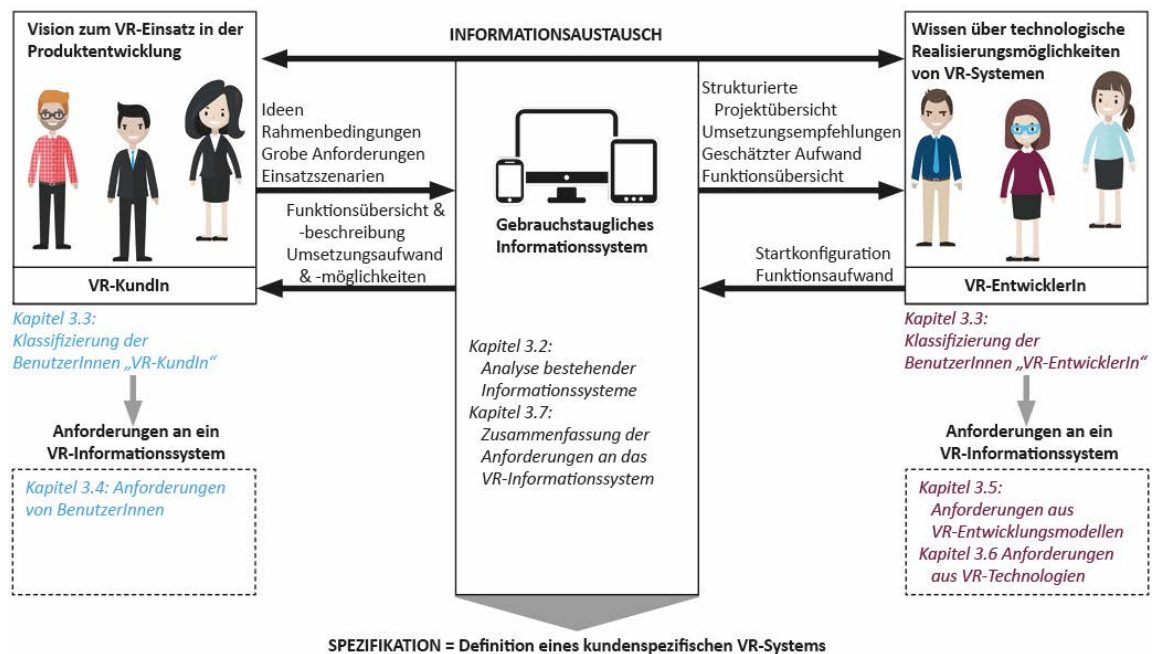 Vision zum VR-Einsatz in der
Produktentwicklung
VR-KundIn
INFORMATIONSAUSTAUSCH
Ideen
Rahmenbedingungen
Grobe Anforderungen
Einsatzszenarien
Funktionsübersicht &
-beschreibung
Umsetzungsaufwand
& -möglichkeiten
Gebrauchstaugliches
Informationssystem
Strukturierte
Projektübersicht
Umsetzungsempfehlungen
Geschätzter Aufwand
Funktionsübersicht
Startkonfiguration
Funktionsaufwand
Wissen über technologische
Realisierungsmöglichkeiten
von VR-Systemen
VR-EntwicklerIn
Kapitel 3.3:
Klassifizierung der
BenutzerInnen „VR-KundIn“
Anforderungen an ein
VR-Informationssystem
Kapitel 3.4: Anforderungen
von BenutzerInnen
Kapitel 3.2:
Analyse bestehender
Informationssysteme
Kapitel 3.7:
Zusammenfassung der
Anforderungen an das
VR-Informationssystem
Kapitel 3.3:
Klassifizierung der
BenutzerInnen „VR-EntwicklerIn“
Anforderungen an ein
VR-Informationssystem
Kapitel 3.5:
Anforderungen aus
VR-Entwicklungsmodellen
Kapitel 3.6 Anforderungen
aus VR-Technologien
SPEZIFIKATION = Definition eines kundenspezifischen VR-Systems